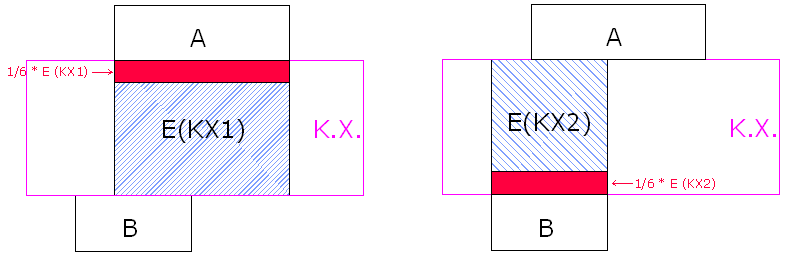 A
1/6 * E (KX1)
E(KX1)
K.X.
B
A
E(KX2)
K.X.
1/6 * E (KX2)
B